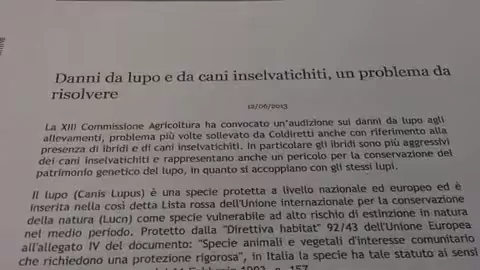 Danni da lupo e da cani inselvatichiti, un problema da
risolvere
12/06/2013
La XIII Commissione Agricoltura ha convocato un'audizione sui danni da lupo agli
allevamenti, problema più volte sollevato da Coldiretti anche con riferimento alla
presenza di ibridi e di cani inselvatichiti. In particolare gli ibridi sono più aggressivi
dei cani inselvatichiti e rappresentano anche un pericolo per la conservazione del
patrimonio genetico del lupo, in quanto si accoppiano con gli stessi lupi.
Il lupo (Canis Lupus) è una specie protetta a livello nazionale ed europeo ed è
inserita nella così detta Lista rossa dell'Unione internazionale per la conservazione
della natura (Lucn) come specie vulnerabile ad alto rischio di estinzione in natura
nel medio periodo. Protetto dalla "Direttiva habitat" 92/43 dell'Unione Europea
all'allegato IV del documento: "Specie animali e vegetali d'interesse comunitario
che richiedono una protezione rigorosa", in Italia la specie ha tale status ai sensi
1992, n. 157